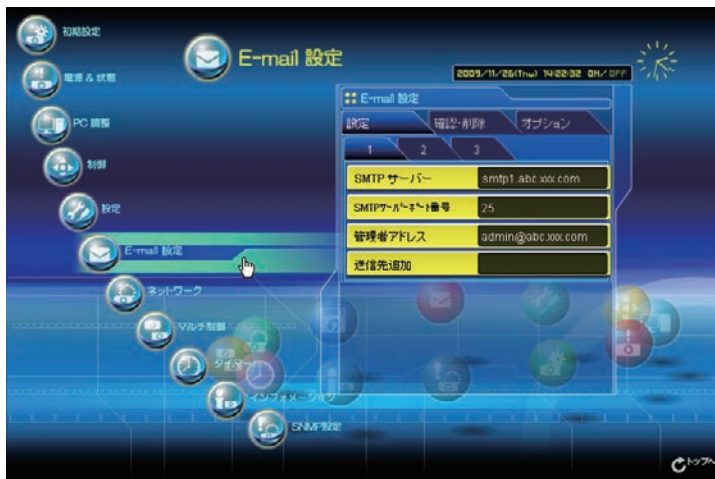 初期設定
電源 & 状態
PC 調整
制御
設定
E-mail 設定
ネットワーク
マルチ制御
タイマー
インフォメーション
SNMP設定
E-mail 設定
2009/11/26(Thu) 14:22:32 ON/OFF
E-mail 設定
設定 確認・削除 オプション
1 2 3
SMTP サーバー smtp1.abc.xxx.com
SMTPサーバーポート番号 25
管理者アドレス admin@abc.xxx.com
送信先追加
トップへ